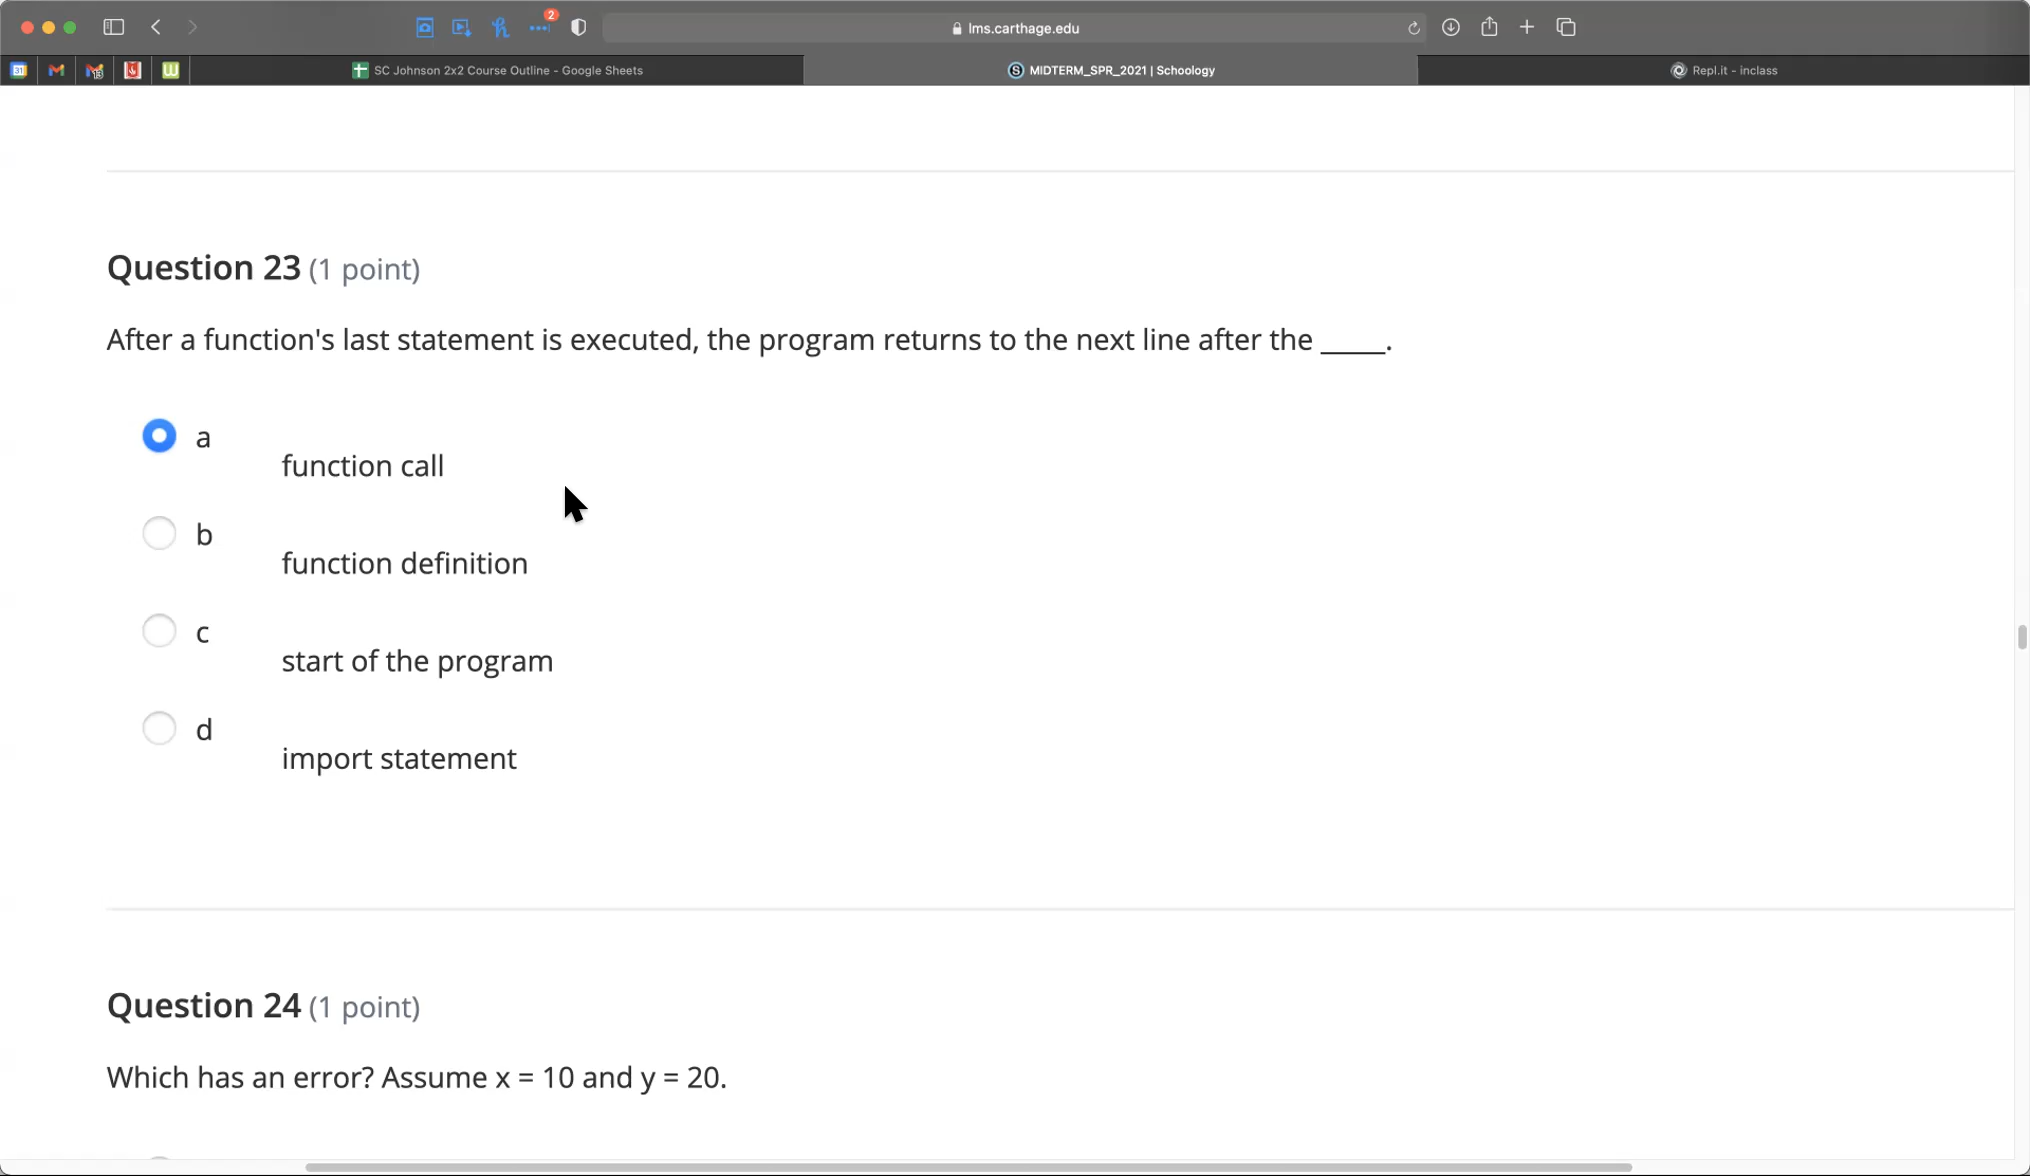 2
lms.carthage.edu
31
13
SC Johnson 2x2 Course Outline - Google Sheets
S MIDTERM_SPR_2021 | Schoology
Repl.it - inclass
Question 23 (1 point)
After a function's last statement is executed, the program returns to the next line after the _____.
a
function call
b
function definition
c
start of the program
d
import statement
Question 24 (1 point)
Which has an error? Assume x = 10 and y = 20.